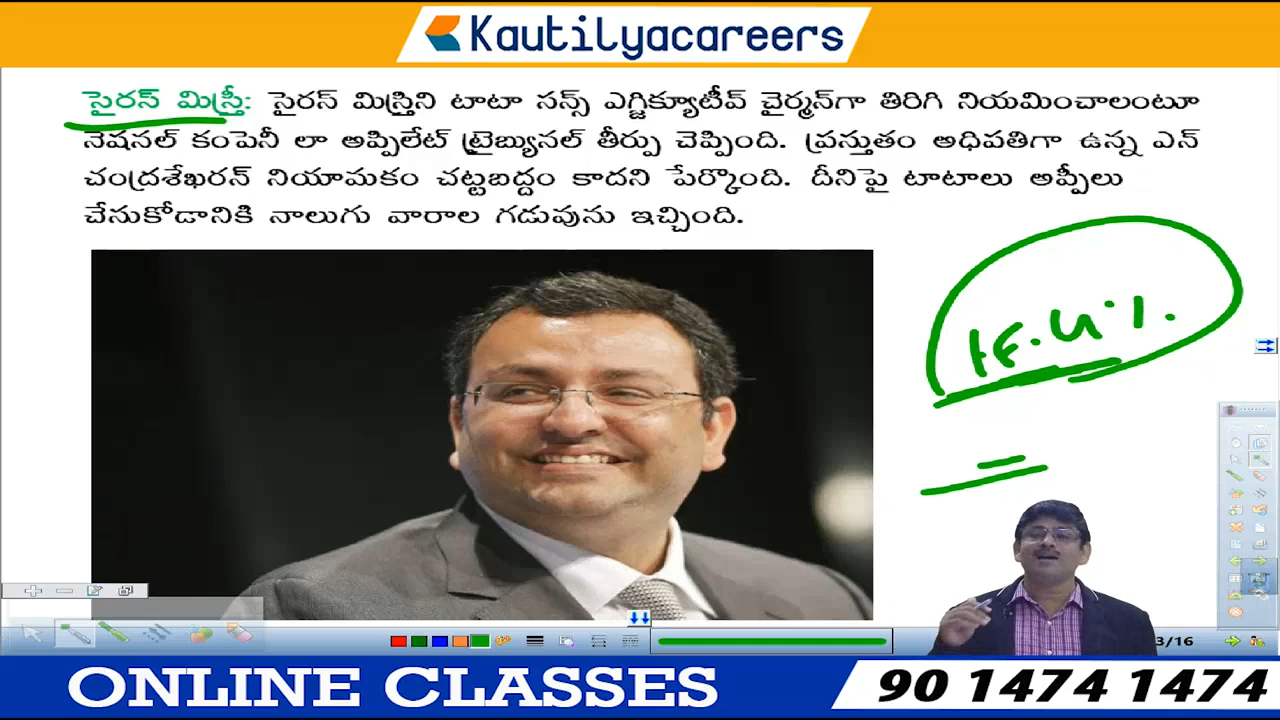 Kautilyacareers
సైరస్ మిస్త్రీ: సైరస్ మిస్త్రిని టాటా సన్స్ ఎగ్జిక్యూటీవ్ చైర్మన్‌గా తిరిగి నియమించాలంటూ
నేషనల్ కంపెనీ లా అప్పిలేట్ ట్రైబ్యునల్ తీర్పు చెప్పింది. ప్రస్తుతం అధిపతిగా ఉన్న ఎన్
చంద్రశేఖరన్ నియామకం చట్టబద్దం కాదని పేర్కొంది. దీనిపై టాటాలు అప్పీలు
చేసుకోడానికి నాలుగు వారాల గడువును ఇచ్చింది.
3/16
ONLINE CLASSES
90 1474 1474